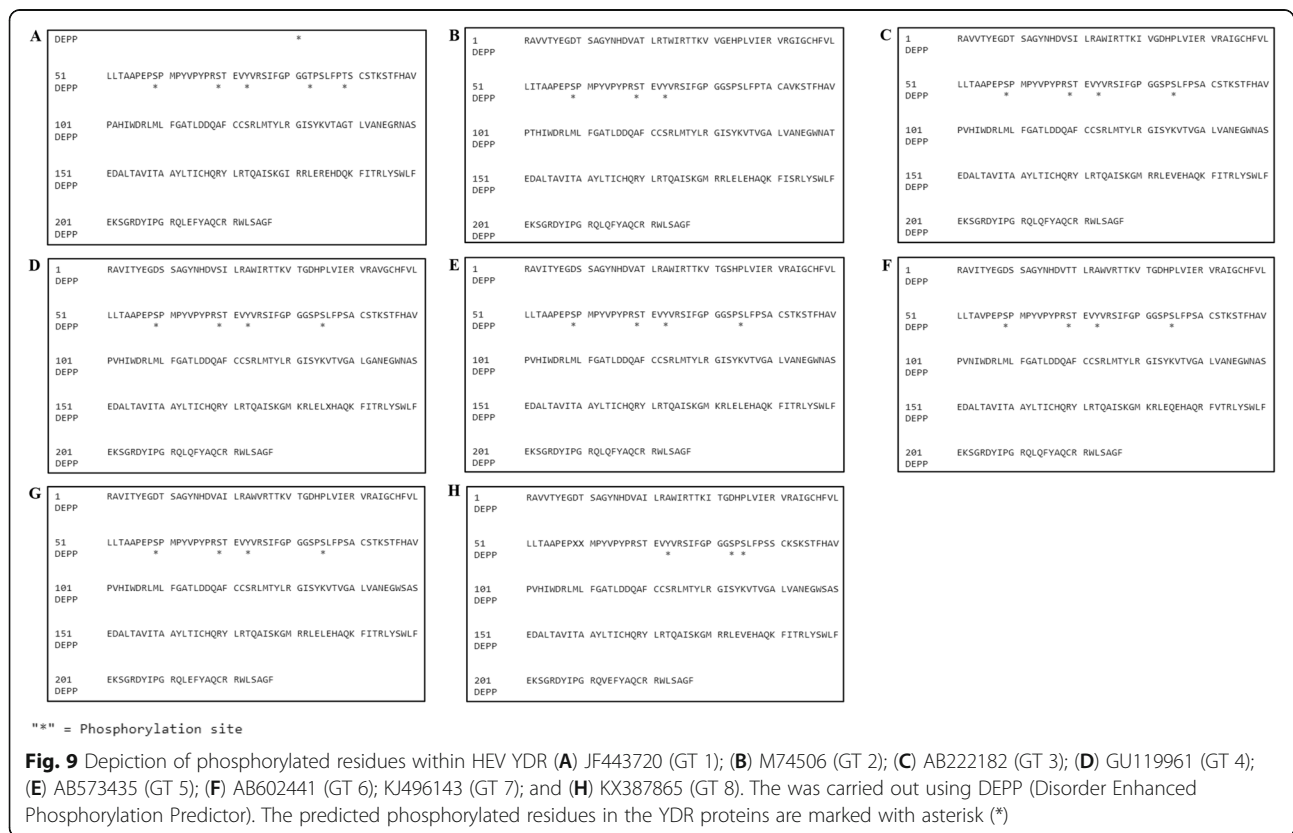 A
DEPP *
51 LLTAAPEPSP MPYVPYPRST EVYVRSIFGP GGTPSLFPTS CSTKSTFHAV
DEPP * * * * *
101 PAHIWDRLML FGATLDDQAF CCSRLMTYLR GISYKVTAGT LVANEGRNAS
DEPP
151 EDALTAVITA AYLTICHQRY LRTQAISKGI RRLEREHDQK FITRLYSWLF
DEPP
201 EKSGRDYIPG RQLEFYAQCR RWLSAGF
DEPP
B
1 RAVVTYEGDT SAGYNHDVAT LRTWIRTTKV VGEHPLVIER VRGIGCHFVL
DEPP
51 LITAAPEPSP MPYVPYPRST EVYVRSIFGP GGSPSLFPTA CAVKSTFHAV
DEPP * * *
101 PTHIWDRLML FGATLDDQAF CCSRLMTYLR GISYKVTVGA LVANEGWNAT
DEPP
151 EDALTAVITA AYLTICHQRY LRTQAISKGM RRLELEHAQK FISRLYSWLF
DEPP
201 EKSGRDYIPG RQLQFYAQCR RWLSAGF
DEPP
C
1 RAVVTYEGDT SAGYNHDVSI LRAWIRTTKI VGDHPLVIER VRAIGCHFVL
DEPP
51 LLTAAPEPSP MPYVPYPRST EVYVRSIFGP GGSPSLFPSA CSTKSTFHAV
DEPP * * * *
101 PVHIWDRLML FGATLDDQAF CCSRLMTYLR GISYKVTVGA LVANEGWNAS
DEPP
151 EDALTAVITA AYLTICHQRY LRTQAISKGM RRLEVEHAQK FITRLYSWLF
DEPP
201 EKSGRDYIPG RQLQFYAQCR RWLSAGF
DEPP
D
1 RAVITYEGDS SAGYNHDVSI LRAWIRTTKV TGDHPLVIER VRAVGCHFVL
DEPP
51 LLTAAPEPSP MPYVPYPRST EVYVRSIFGP GGSPSLFPSA CSTKSTFHAV
DEPP * * * *
101 PVHIWDRLML FGATLDDQAF CCSRLMTYLR GISYKVTVGA LGANEGWNAS
DEPP
151 EDALTAVITA AYLTICHQRY LRTQAISKGM KRLELXHAQK FITRLYSWLF
DEPP
201 EKSGRDYIPG RQLQFYAQCR RWLSAGF
DEPP
E
1 RAVITYEGDS SAGYNHDVAT LRAWIRTTKV TGSHPLVIER VRAIGCHFVL
DEPP
51 LLTAAPEPSP MPYVPYPRST EVYVRSIFGP GGSPSLFPSA CSTKSTFHAV
DEPP * * * *
101 PVHIWDRLML FGATLDDQAF CCSRLMTYLR GISYKVTVGA LVANEGWNAS
DEPP
151 EDALTAVITA AYLTICHQRY LRTQAISKGM KRLELEHAQK FITRLYSWLF
DEPP
201 EKSGRDYIPG RQLQFYAQCR RWLSAGF
DEPP
F
1 RAVITYEGDS SAGYNHDVTT LRAWVRTTKV TGDHPLVIER VRAIGCHFVL
DEPP
51 LLTAVPEPSP MPYVPYPRST EVYVRSIFGP GGSPSLFPSA CSTKSTFHAV
DEPP * * * *
101 PVNIWDRLML FGATLDDQAF CCSRLMTYLR GISYKVTVGA LVANEGWNAS
DEPP
151 EDALTAVITA AYLTICHQRY LRTQAISKGM KRLEQEHAQR FVTRLYSWLF
DEPP
201 EKSGRDYIPG RQLQFYAQCR RWLSAGF
DEPP
G
1 RAVITYEGDT SAGYNHDVAI LRAWVRTTKV TGDHPLVIER VRAIGCHFVL
DEPP
51 LLTAAPEPSP MPYVPYPRST EVYVRSIFGP GGSPSLFPSA CSTKSTFHAV
DEPP * * * *
101 PVHIWDRLML FGATLDDQAF CCSRLMTYLR GISYKVTVGA LVANEGWSAS
DEPP
151 EDALTAVITA AYLTICHQRY LRTQAISKGM RRLELEHAQK FITRLYSWLF
DEPP
201 EKSGRDYIPG RQLEFYAQCR RWLSAGF
DEPP
H
1 RAVVTYEGDT SAGYNHDVAI LRAWIRTTKI TGDHPLVIER VRAIGCHFVL
DEPP
51 LLTAAPEPXX MPYVPYPRST EVYVRSIFGP GGSPSLFPSS CKSKSTFHAV
DEPP * * *
101 PVHIWDRLML FGATLDDQAF CCSRLMTYLR GISYKVTVGA LVANEGWSAS
DEPP
151 EDALTAVITA AYLTICHQRY LRTQAISKGM RRLEVEHAQK FITRLYSWLF
DEPP
201 EKSGRDYIPG RQVEFYAQCR RWLSAGF
DEPP
"*" = Phosphorylation site
Fig. 9 Depiction of phosphorylated residues within HEV YDR (A) JF443720 (GT 1); (B) M74506 (GT 2); (C) AB222182 (GT 3); (D) GU119961 (GT 4);
(E) AB573435 (GT 5); (F) AB602441 (GT 6); KJ496143 (GT 7); and (H) KX387865 (GT 8). The was carried out using DEPP (Disorder Enhanced
Phosphorylation Predictor). The predicted phosphorylated residues in the YDR proteins are marked with asterisk (*)